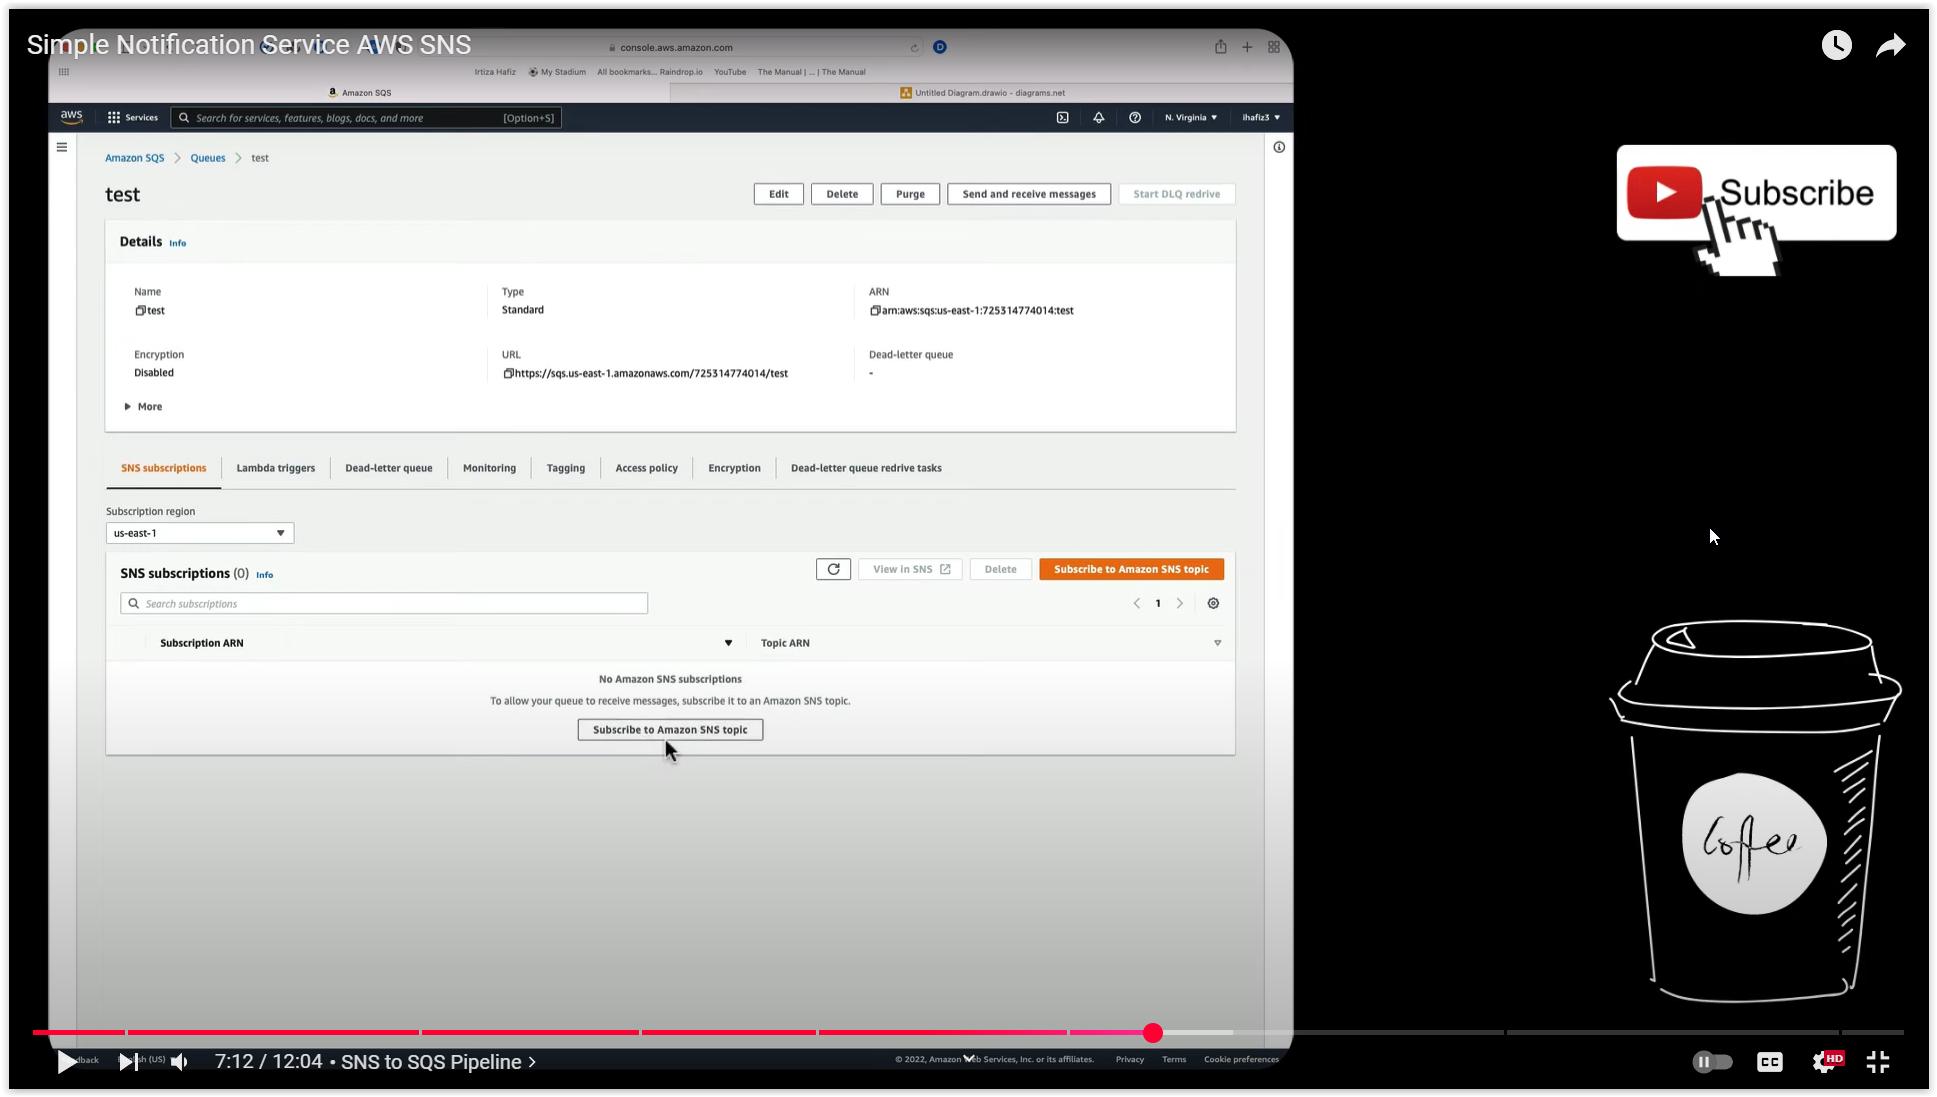 Simple Notification Service AWS SNS
console.aws.amazon.com
D
Irtiza Hafiz My Stadium All bookmarks... Raindrop.io YouTube The Manual | ... | The Manual
Amazon SQS
Untitled Diagram.drawio - diagrams.net
aws Services Search for services, features, blogs, docs, and more [Option+S] N. Virginia ihafiz3
Amazon SQS Queues test
test Edit Delete Purge Send and receive messages Start DLQ redrive
Subscribe
Details Info
Name Type ARN
test Standard arn:aws:sqs:us-east-1:725314774014:test
Encryption URL Dead-letter queue
Disabled https://sqs.us-east-1.amazonaws.com/725314774014/test -
More
SNS subscriptions Lambda triggers Dead-letter queue Monitoring Tagging Access policy Encryption Dead-letter queue redrive tasks
Subscription region
us-east-1
SNS subscriptions (0) Info View in SNS Delete Subscribe to Amazon SNS topic
Search subscriptions 1
Subscription ARN Topic ARN
No Amazon SNS subscriptions
To allow your queue to receive messages, subscribe it to an Amazon SNS topic.
Subscribe to Amazon SNS topic
Coffee
7:12 / 12:04 • SNS to SQS Pipeline
(US)
© 2022, Amazon Web Services, Inc. or its affiliates. Privacy Terms Cookie preferences
CC HD